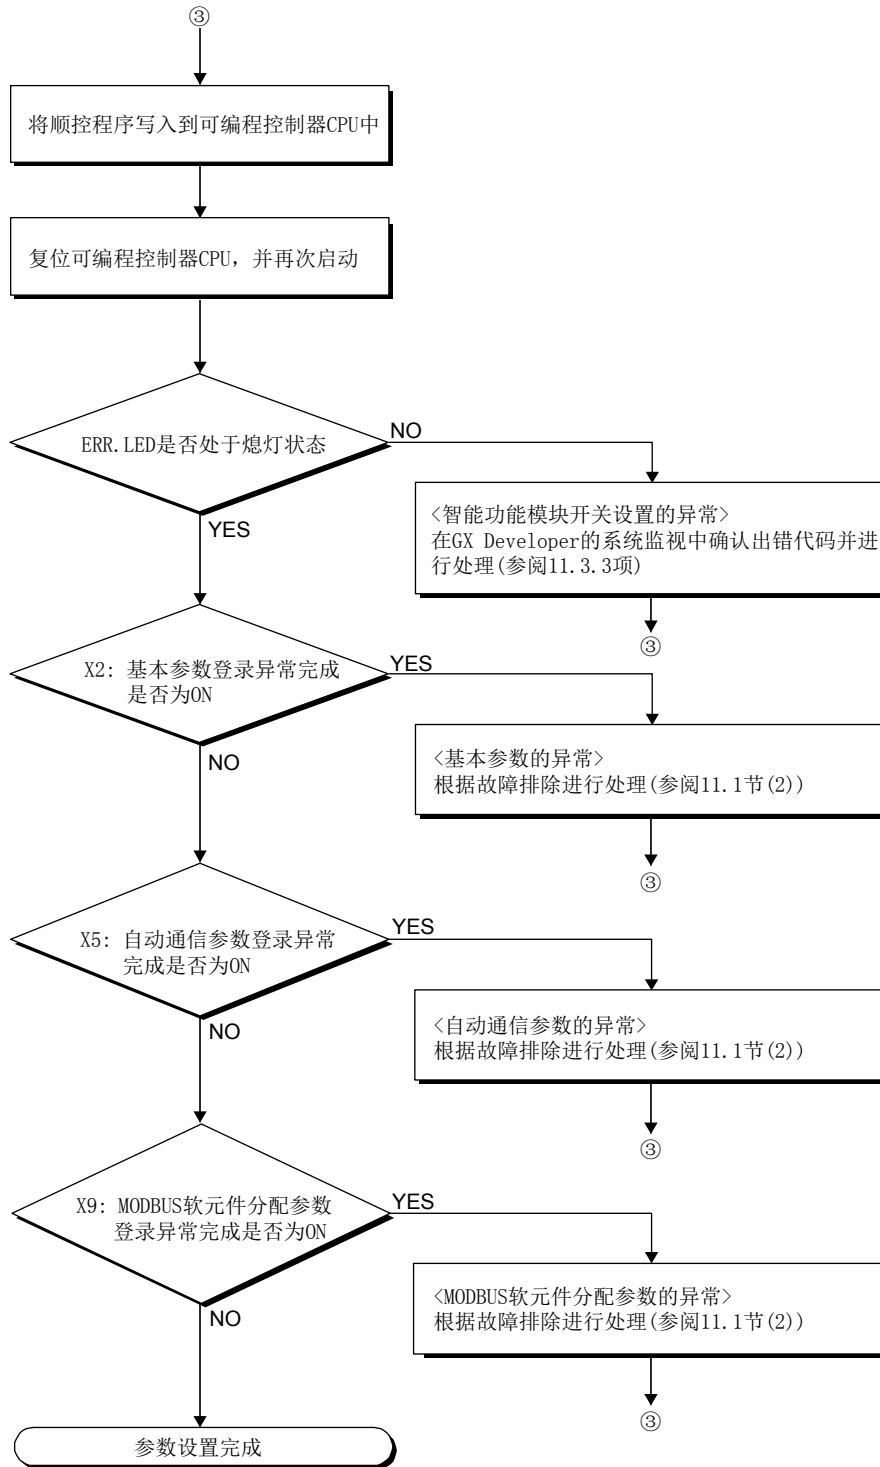 ③
将顺控程序写入到可编程控制器CPU中
复位可编程控制器CPU，并再次启动
ERR.LED是否处于熄灯状态
NO
YES
<智能功能模块开关设置的异常>
在GX Developer的系统监视中确认出错代码并进
行处理(参阅11.3.3项)
③
X2: 基本参数登录异常完成
是否为ON
YES
NO
<基本参数的异常>
根据故障排除进行处理(参阅11.1节(2))
③
X5: 自动通信参数登录异常
完成是否为ON
YES
NO
<自动通信参数的异常>
根据故障排除进行处理(参阅11.1节(2))
③
X9: MODBUS软元件分配参数
登录异常完成是否为ON
YES
NO
<MODBUS软元件分配参数的异常>
根据故障排除进行处理(参阅11.1节(2))
③
参数设置完成